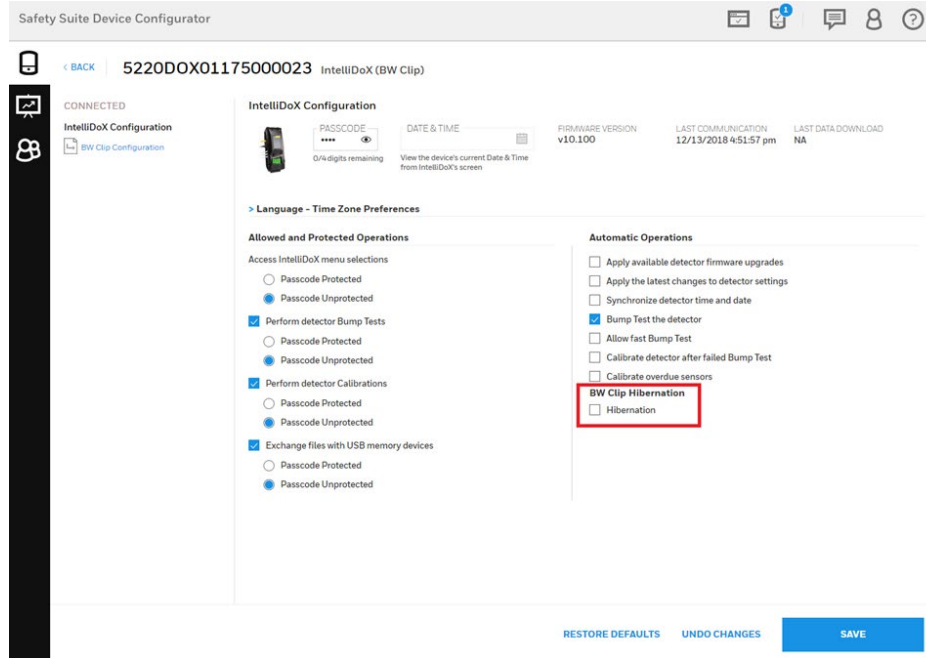 Safety Suite Device Configurator
1
< BACK
5220DOX01175000023 IntelliDoX (BW Clip)
CONNECTED
IntelliDoX Configuration
BW Clip Configuration
IntelliDoX Configuration
PASSCODE
••••
0/4 digits remaining
DATE & TIME
View the device's current Date & Time
from IntelliDoX's screen
FIRMWARE VERSION
v10.100
LAST COMMUNICATION
12/13/2018 4:51:57 pm
LAST DATA DOWNLOAD
NA
> Language - Time Zone Preferences
Allowed and Protected Operations
Access IntelliDoX menu selections
Passcode Protected
Passcode Unprotected
Perform detector Bump Tests
Passcode Protected
Passcode Unprotected
Perform detector Calibrations
Passcode Protected
Passcode Unprotected
Exchange files with USB memory devices
Passcode Protected
Passcode Unprotected
Automatic Operations
Apply available detector firmware upgrades
Apply the latest changes to detector settings
Synchronize detector time and date
Bump Test the detector
Allow fast Bump Test
Calibrate detector after failed Bump Test
Calibrate overdue sensors
BW Clip Hibernation
Hibernation
RESTORE DEFAULTS
UNDO CHANGES
SAVE